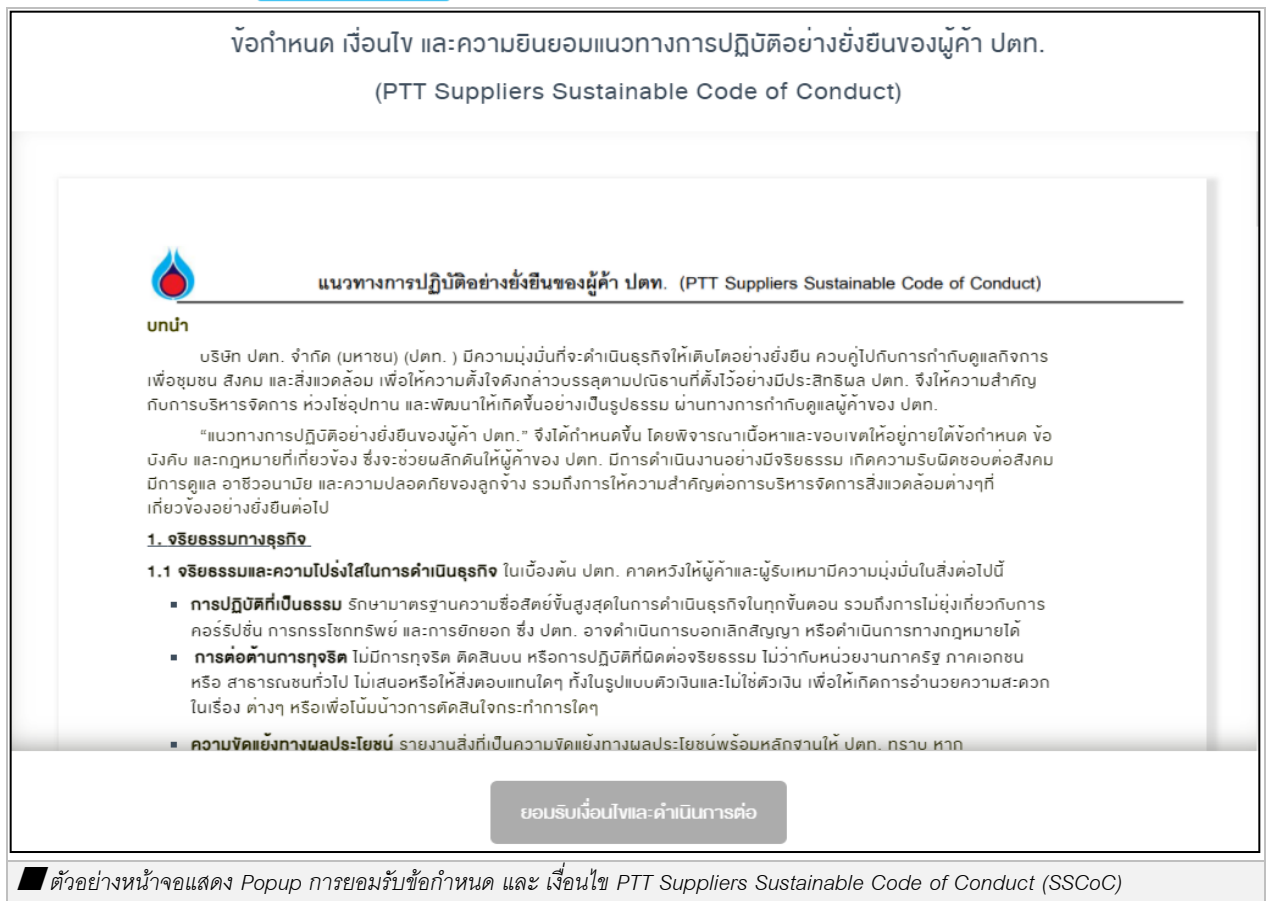 ข้อกำหนด เงื่อนไข และความยินยอมแนวทางการปฏิบัติอย่างยั่งยืนของผู้ค้า ปตท.
(PTT Suppliers Sustainable Code of Conduct)
แนวทางการปฏิบัติอย่างยั่งยืนของผู้ค้า ปตท. (PTT Suppliers Sustainable Code of Conduct)
บทนำ
บริษัท ปตท. จำกัด (มหาชน) (ปตท. ) มีความมุ่งมั่นที่จะดำเนินธุรกิจให้เติบโตอย่างยั่งยืน ควบคู่ไปกับการกำกับดูแลกิจการ
เพื่อชุมชน สังคม และสิ่งแวดล้อม เพื่อให้ความตั้งใจดังกล่าวบรรลุตามปณิธานที่ตั้งไว้อย่างมีประสิทธิผล ปตท. จึงให้ความสำคัญ
กับการบริหารจัดการ ห่วงโซ่อุปทาน และพัฒนาให้เกิดขึ้นอย่างเป็นรูปธรรม ผ่านทางการกำกับดูแลผู้ค้าของ ปตท.
“แนวทางการปฏิบัติอย่างยั่งยืนของผู้ค้า ปตท.” จึงได้กำหนดขึ้น โดยพิจารณาเนื้อหาและขอบเขตให้อยู่ภายใต้ข้อกำหนด ข้อ
บังคับ และกฎหมายที่เกี่ยวข้อง ซึ่งจะช่วยผลักดันให้ผู้ค้าของ ปตท. มีการดำเนินงานอย่างมีจริยธรรม เกิดความรับผิดชอบต่อสังคม
มีการดูแล อาชีวอนามัย และความปลอดภัยของลูกจ้าง รวมถึงการให้ความสำคัญต่อการบริหารจัดการสิ่งแวดล้อมต่างๆที่
เกี่ยวข้องอย่างยั่งยืนต่อไป
1. จริยธรรมทางธุรกิจ
1.1 จริยธรรมและความโปร่งใสในการดำเนินธุรกิจ ในเบื้องต้น ปตท. คาดหวังให้ผู้ค้าและผู้รับเหมามีความมุ่งมั่นในสิ่งต่อไปนี้
▪ การปฏิบัติที่เป็นธรรม รักษามาตรฐานความซื่อสัตย์ขั้นสูงสุดในการดำเนินธุรกิจในทุกขั้นตอน รวมถึงการไม่ยุ่งเกี่ยวกับการ
คอร์รัปชั่น การกรรโชกทรัพย์ และการยักยอก ซึ่ง ปตท. อาจดำเนินการบอกเลิกสัญญา หรือดำเนินการทางกฎหมายได้
▪ การต่อต้านการทุจริต ไม่มีการทุจริต ติดสินบน หรือการปฏิบัติที่ผิดต่อจริยธรรม ไม่ว่ากับหน่วยงานภาครัฐ ภาคเอกชน
หรือ สาธารณชนทั่วไป ไม่เสนอหรือให้สิ่งตอบแทนใดๆ ทั้งในรูปแบบตัวเงินและไม่ใช่ตัวเงิน เพื่อให้เกิดการอำนวยความสะดวก
ในเรื่อง ต่างๆ หรือเพื่อโน้มน้าวการตัดสินใจกระทำการใดๆ
▪ ความขัดแย้งทางผลประโยชน์ รายงานสิ่งที่เป็นความขัดแย้งทางผลประโยชน์พร้อมหลักฐานให้ ปตท. ทราบ หาก
ยอมรับเงื่อนไขและดำเนินการต่อ
ตัวอย่างหน้าจอแสดง Popup การยอมรับข้อกำหนด และ เงื่อนไข PTT Suppliers Sustainable Code of Conduct (SSCoC)